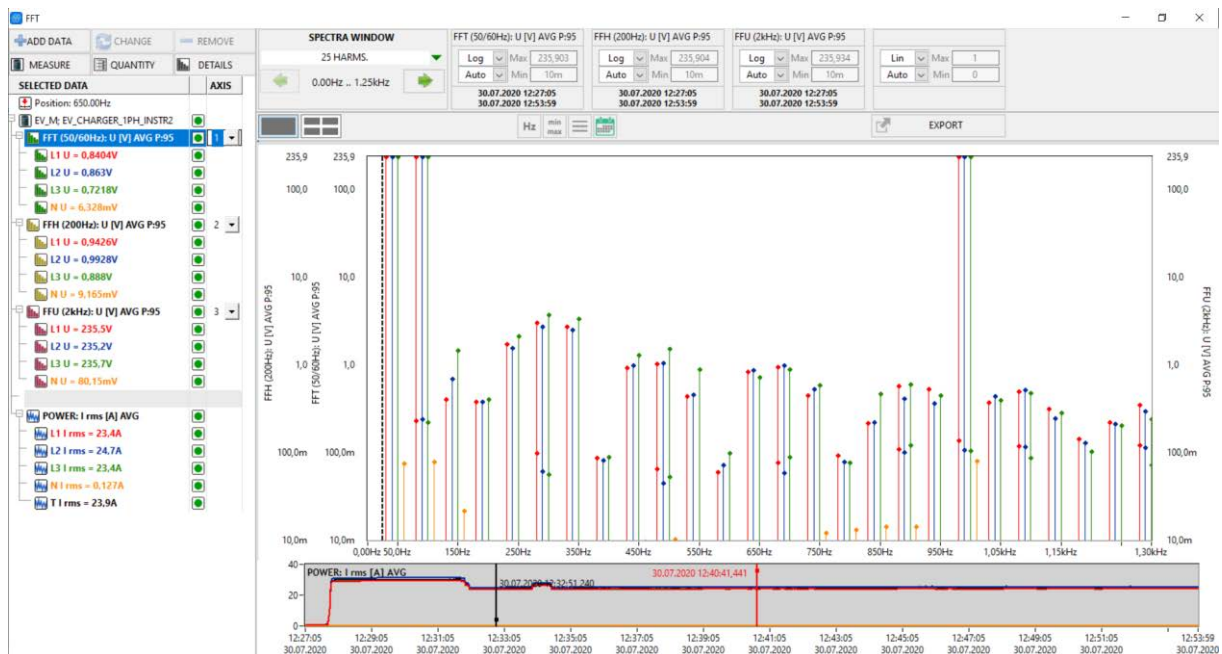 FFT
ADD DATA CHANGE REMOVE
MEASURE QUANTITY DETAILS
SELECTED DATA AXIS
Position: 650.00Hz
EV_M; EV_CHARGER_1PH_INSTR2
FFT (50/60Hz): U [V] AVG P:95 1
L1 U = 0,8404V
L2 U = 0,863V
L3 U = 0,7218V
N U = 6,328mV
FFH (200Hz): U [V] AVG P:95 2
L1 U = 0,9426V
L2 U = 0,9928V
L3 U = 0,888V
N U = 9,165mV
FFU (2kHz): U [V] AVG P:95 3
L1 U = 235,5V
L2 U = 235,2V
L3 U = 235,7V
N U = 80,15mV
POWER: I rms [A] AVG
L1 I rms = 23,4A
L2 I rms = 24,7A
L3 I rms = 23,4A
N I rms = 0,127A
T I rms = 23,9A
SPECTRA WINDOW
25 HARMS.
0.00Hz .. 1.25kHz
FFT (50/60Hz): U [V] AVG P:95
Log Max 235,903
Auto Min 10m
30.07.2020 12:27:05
30.07.2020 12:53:59
FFH (200Hz): U [V] AVG P:95
Log Max 235,904
Auto Min 10m
30.07.2020 12:27:05
30.07.2020 12:53:59
FFU (2kHz): U [V] AVG P:95
Log Max 235,934
Auto Min 10m
30.07.2020 12:27:05
30.07.2020 12:53:59
Lin Max 1
Auto Min 0
Hz min max EXPORT
235,9 235,9 235,9
100,0 100,0 100,0
10,0 10,0 10,0
1,0 1,0 1,0
100,0m 100,0m 100,0m
10,0m 10,0m 10,0m
FFH (200Hz): U [V] AVG P:95
FFT (50/60Hz): U [V] AVG P:95
FFU (2kHz): U [V] AVG P:95
0,00Hz 50,0Hz 150Hz 250Hz 350Hz 450Hz 550Hz 650Hz 750Hz 850Hz 950Hz 1,05kHz 1,15kHz 1,30kHz
40
20
0
POWER: I rms [A] AVG
30.07.2020 12:32:51,240
30.07.2020 12:40:41,441
12:27:05 12:29:05 12:31:05 12:33:05 12:35:05 12:37:05 12:39:05 12:41:05 12:43:05 12:45:05 12:47:05 12:49:05 12:51:05 12:53:59
30.07.2020 30.07.2020 30.07.2020 30.07.2020 30.07.2020 30.07.2020 30.07.2020 30.07.2020 30.07.2020 30.07.2020 30.07.2020 30.07.2020 30.07.2020 30.07.2020